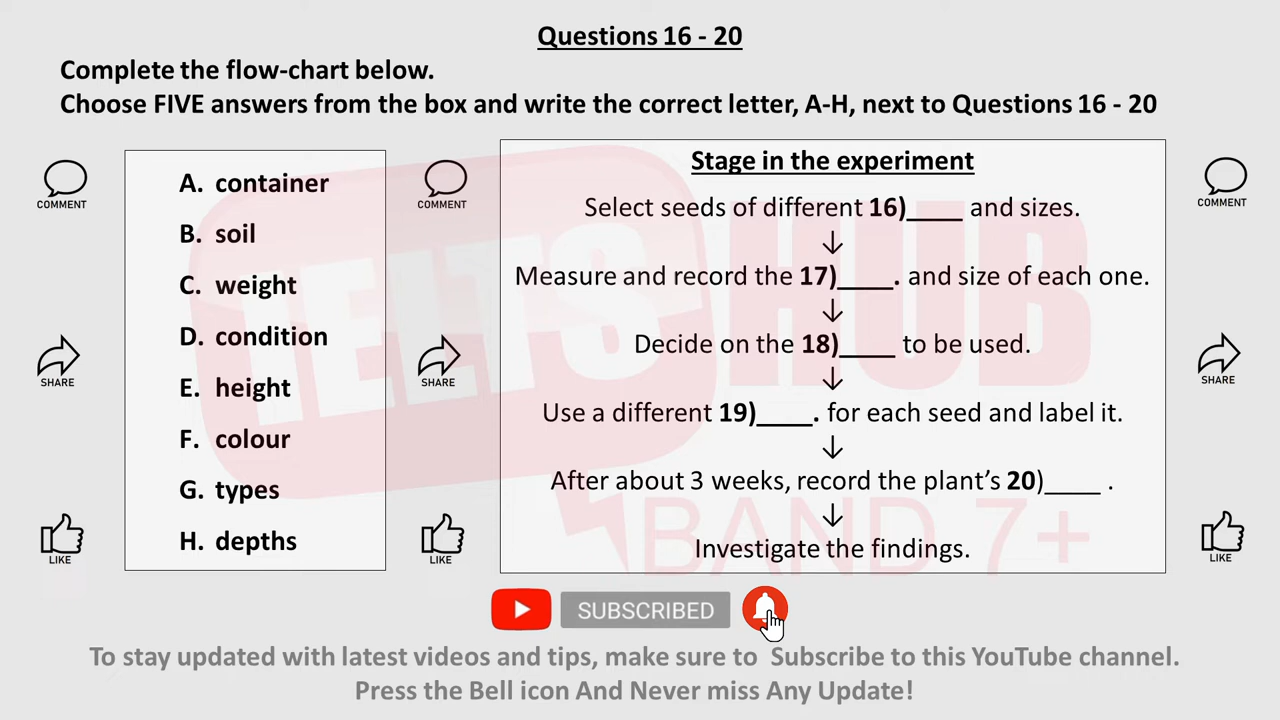 Questions 16 - 20
Complete the flow-chart below.
Choose FIVE answers from the box and write the correct letter, A-H, next to Questions 16 - 20
COMMENT
SHARE
LIKE
A. container
B. soil
C. weight
D. condition
E. height
F. colour
G. types
H. depths
COMMENT
SHARE
LIKE
Stage in the experiment
Select seeds of different 16)____ and sizes.
↓
Measure and record the 17)____. and size of each one.
↓
Decide on the 18)____ to be used.
↓
Use a different 19)____. for each seed and label it.
↓
After about 3 weeks, record the plant's 20)____ .
↓
Investigate the findings.
COMMENT
SHARE
LIKE
IELTS HUB
BAND 7+
SUBSCRIBED
To stay updated with latest videos and tips, make sure to Subscribe to this YouTube channel.
Press the Bell icon And Never miss Any Update!